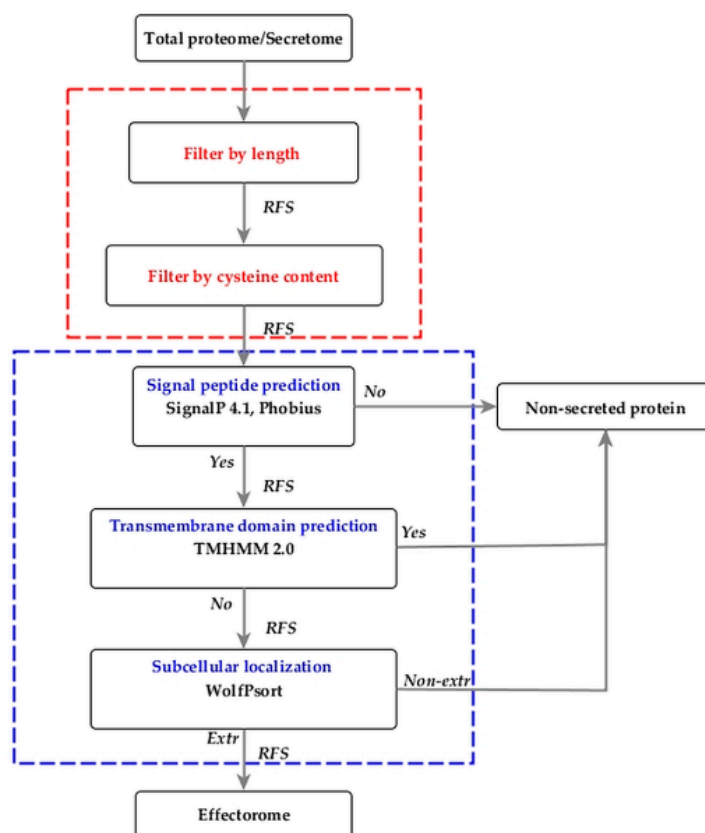 Total proteome/Secretome
Filter by length
RFS
Filter by cysteine content
RFS
Signal peptide prediction
SignalP 4.1, Phobius
No
Non-secreted protein
Yes
RFS
Transmembrane domain prediction
TMHMM 2.0
Yes
No
RFS
Subcellular localization
WolfPsort
Non-extr
Extr
RFS
Effectorome